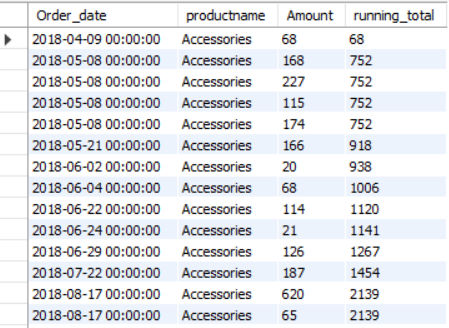 Order_date productname Amount running_total
2018-04-09 00:00:00 Accessories 68 68
2018-05-08 00:00:00 Accessories 168 752
2018-05-08 00:00:00 Accessories 227 752
2018-05-08 00:00:00 Accessories 115 752
2018-05-08 00:00:00 Accessories 174 752
2018-05-21 00:00:00 Accessories 166 918
2018-06-02 00:00:00 Accessories 20 938
2018-06-04 00:00:00 Accessories 68 1006
2018-06-22 00:00:00 Accessories 114 1120
2018-06-24 00:00:00 Accessories 21 1141
2018-06-29 00:00:00 Accessories 126 1267
2018-07-22 00:00:00 Accessories 187 1454
2018-08-17 00:00:00 Accessories 620 2139
2018-08-17 00:00:00 Accessories 65 2139